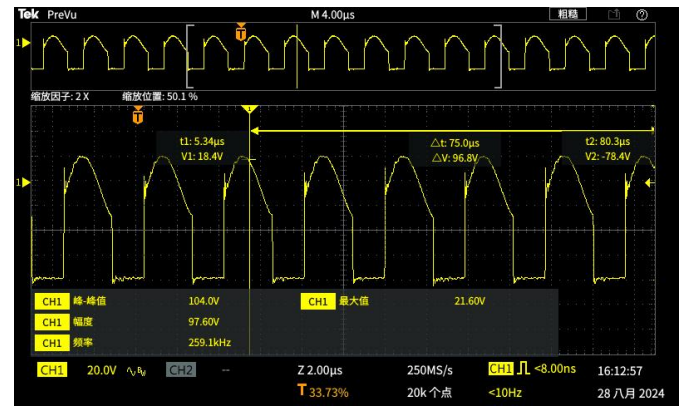 Tek PreVu M 4.00μs 粗糙
1
T
缩放因子: 2 X 缩放位置: 50.1 %
T 1
t1: 5.34μs △t: 75.0μs t2: 80.3μs
V1: 18.4V △V: 96.8V V2: -78.4V
1
CH1 峰-峰值 104.0V CH1 最大值 21.60V
CH1 幅度 97.60V
CH1 频率 259.1kHz
CH1 20.0V BW CH2 -- Z 2.00μs 250MS/s CH1 <8.00ns 16:12:57
T 33.73% 20k 个点 <10Hz 28 八月 2024